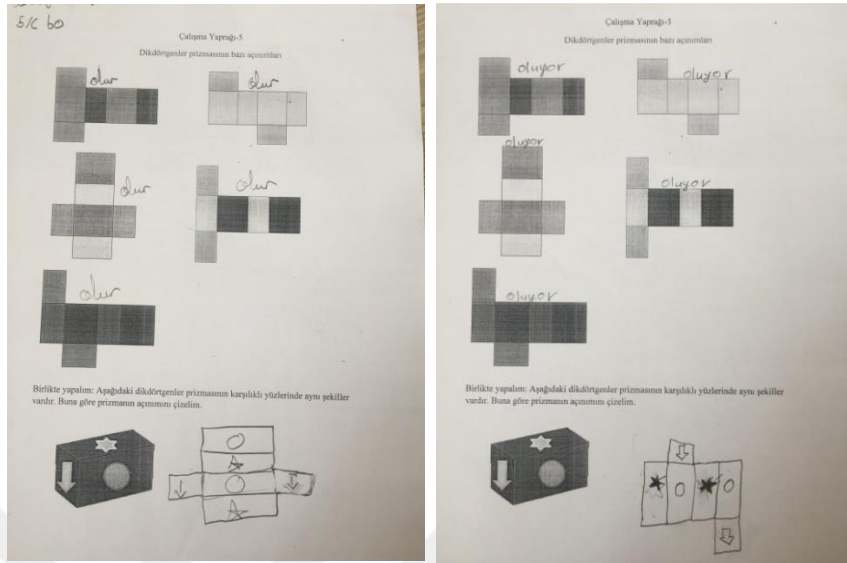 5/C 60
Çalışma Yaprağı-5
Dikdörtgenler prizmasının bazı açınımları
olur
olur
olur
olur
olur
Birlikte yapalım: Aşağıdaki dikdörtgenler prizmasının karşılıklı yüzlerinde aynı şekiller
vardır. Buna göre prizmanın açınımını çizelim.
Çalışma Yaprağı-5
Dikdörtgenler prizmasının bazı açınımları
oluyor
oluyor
oluyor
oluyor
oluyor
Birlikte yapalım: Aşağıdaki dikdörtgenler prizmasının karşılıklı yüzlerinde aynı şekiller
vardır. Buna göre prizmanın açınımını çizelim.